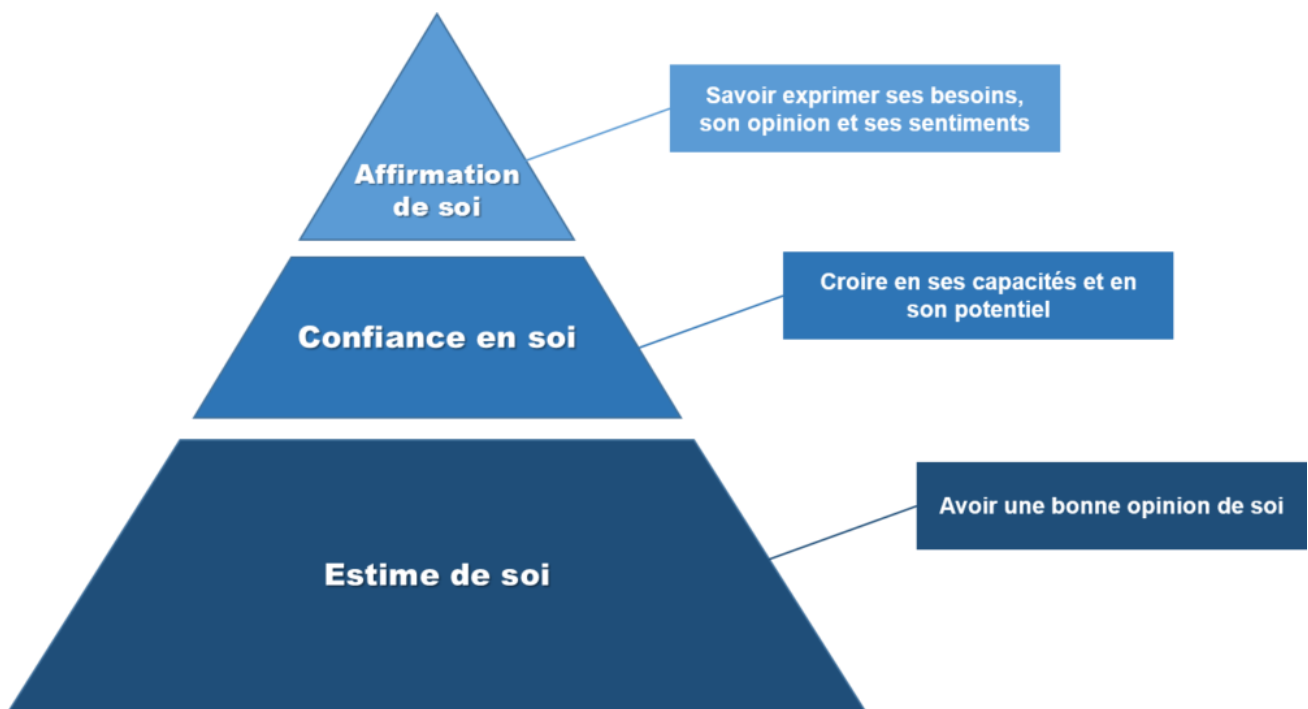 Savoir exprimer ses besoins,
son opinion et ses sentiments
Affirmation
de soi
Croire en ses capacités et en
son potentiel
Confiance en soi
Avoir une bonne opinion de soi
Estime de soi